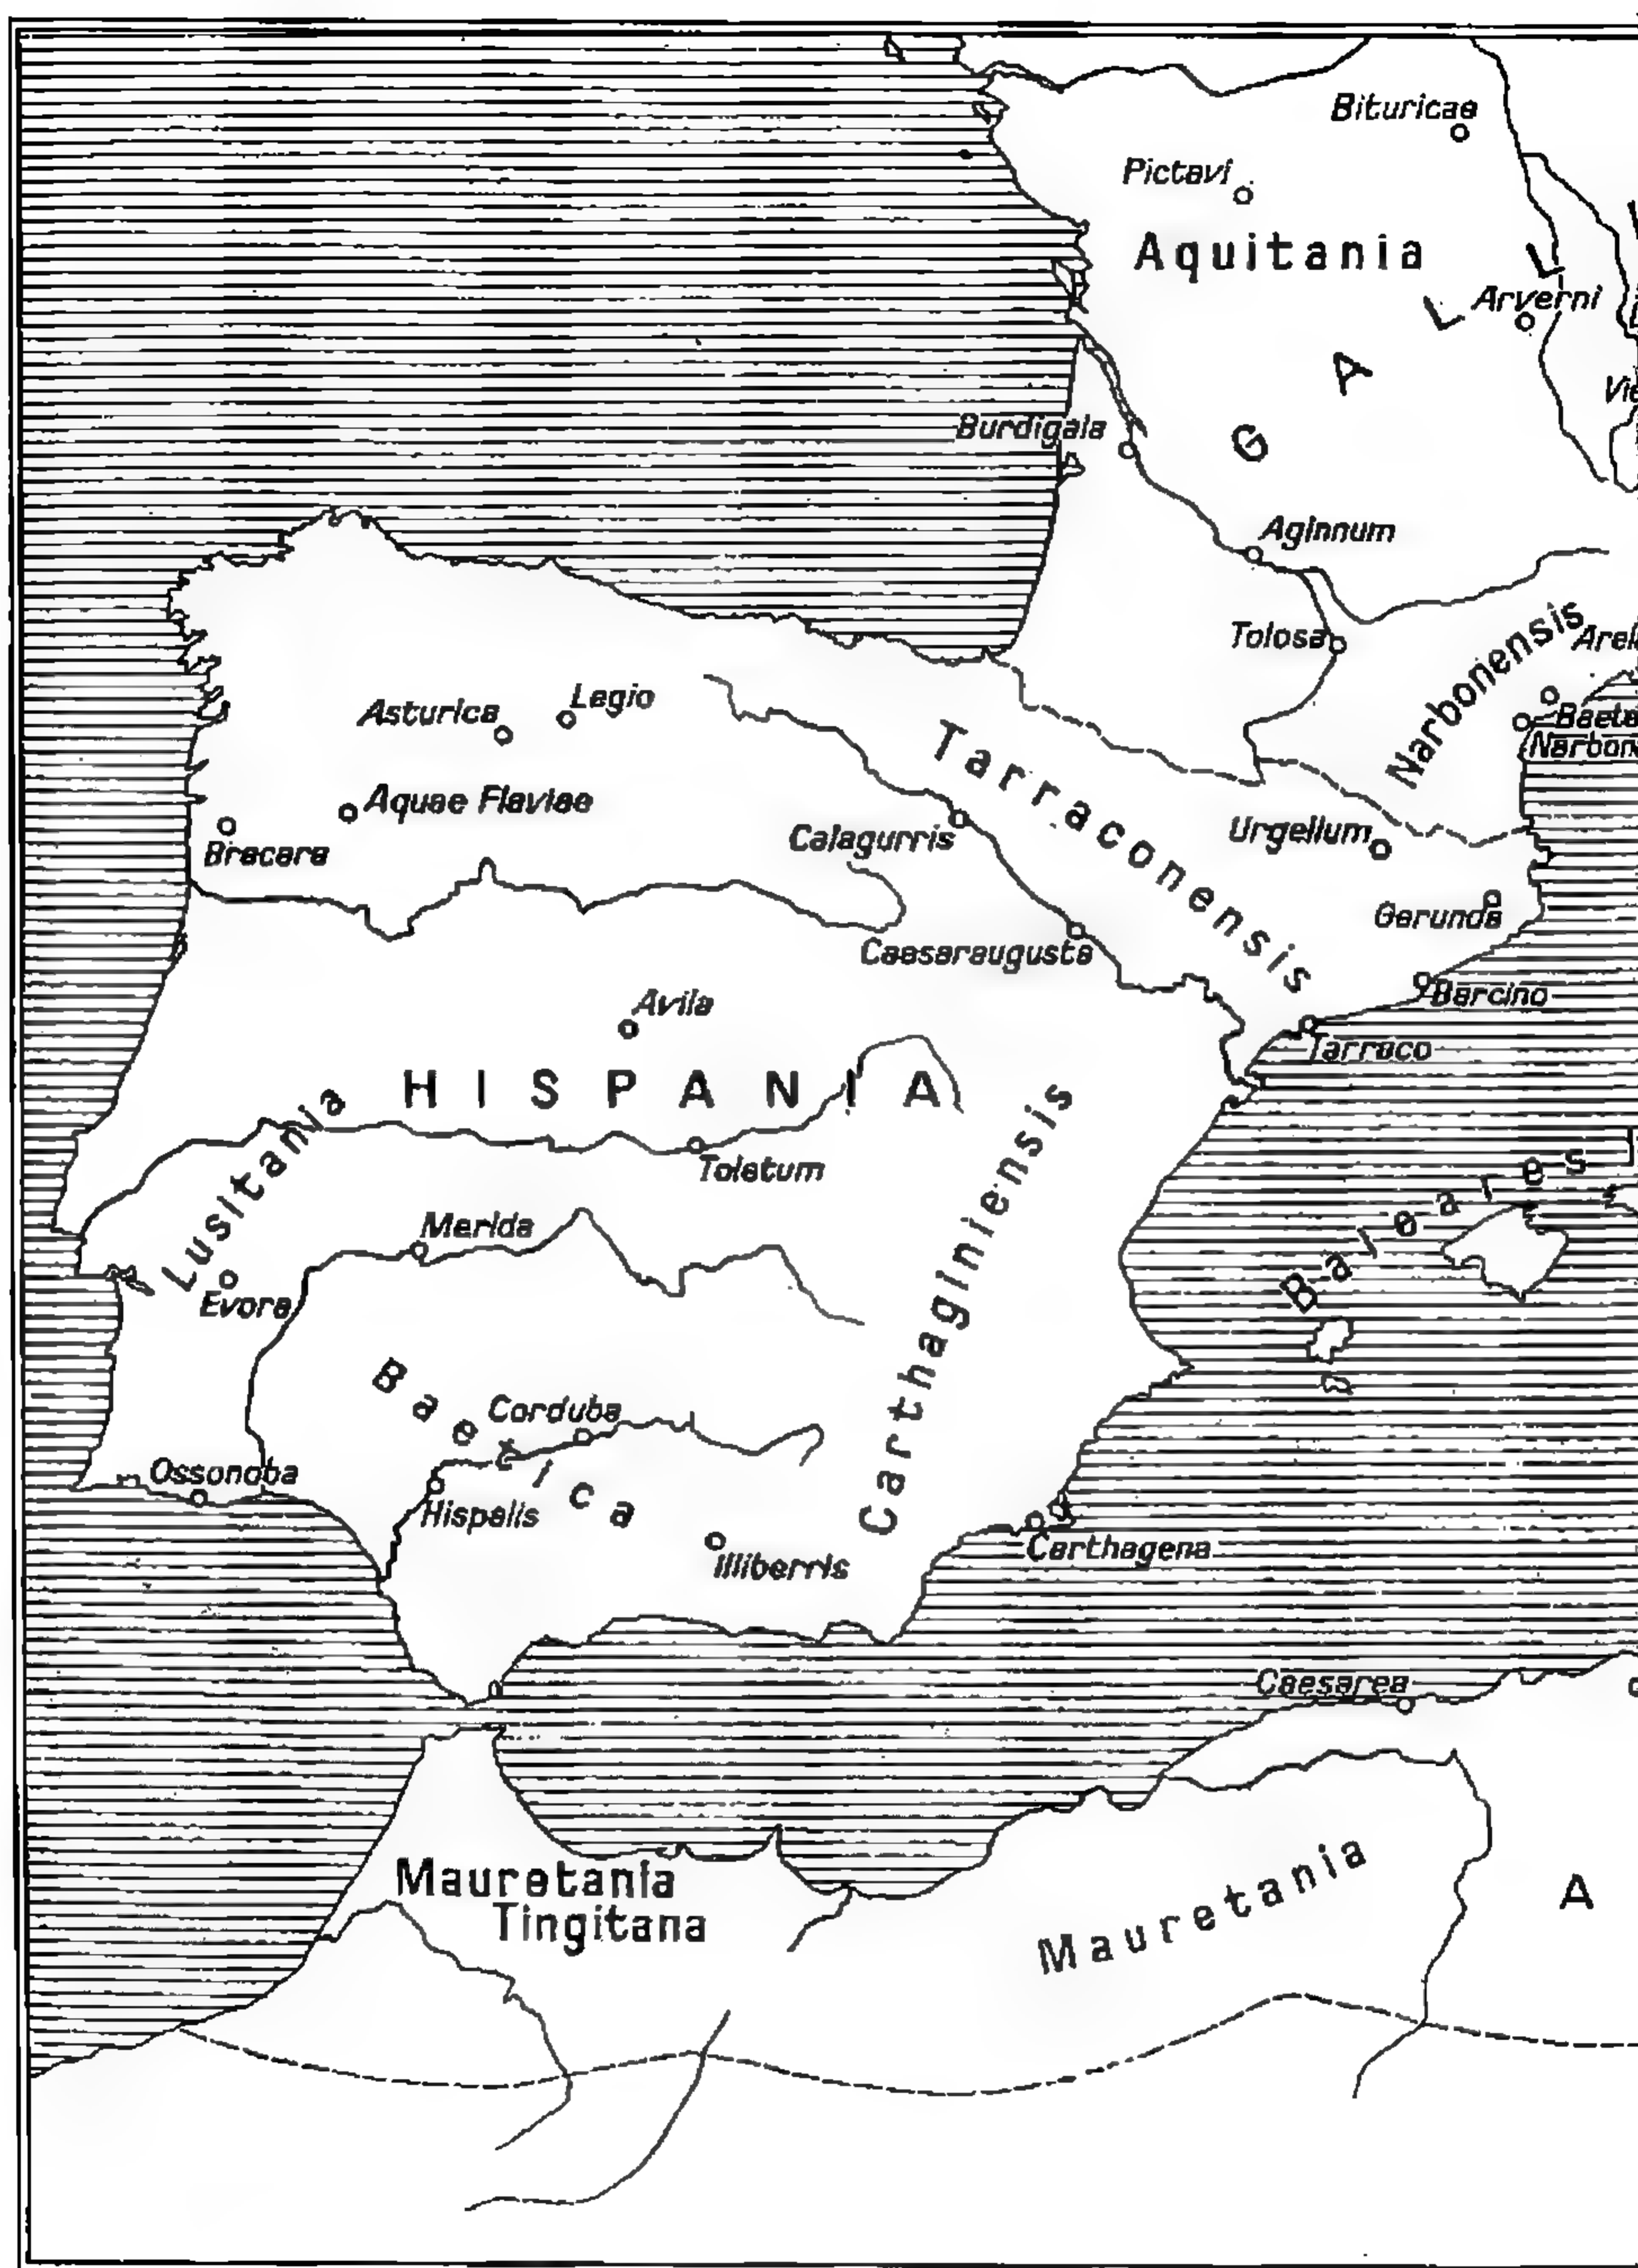 Bituricae
Pictavi
Aquitania
Arverni
GALL
Burdigala
Aginnum
Tolosa
Narbonensis
Legio
Asturica
Tarraconensis
Aquae Flaviae
Bracara
Calagurris
Urgellum
Gerunda
Caesaraugusta
Barcino
Avila
Tarraco
HISPANIA
Lusitania
Toletum
Baleares
Merida
Carthaginiensis
Evora
Baetica
Corduba
Ossonoba
Hispalis
Carthagena
Illiberris
Caesarea
Mauretania
Tingitana
Mauretania
A